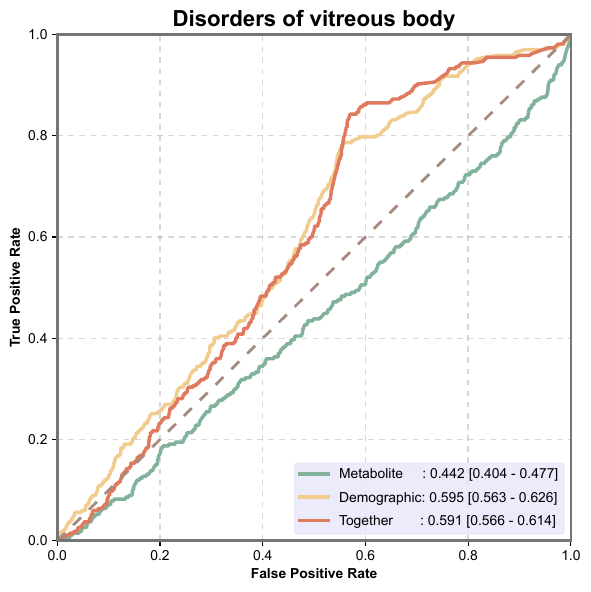 Disorders of vitreous body
True Positive Rate
1.0
0.8
0.6
0.4
0.2
0.0
Metabolite : 0.442 [0.404 - 0.477]
Demographic: 0.595 [0.563 - 0.626]
Together : 0.591 [0.566 - 0.614]
0.0 0.2 0.4 0.6 0.8 1.0
False Positive Rate